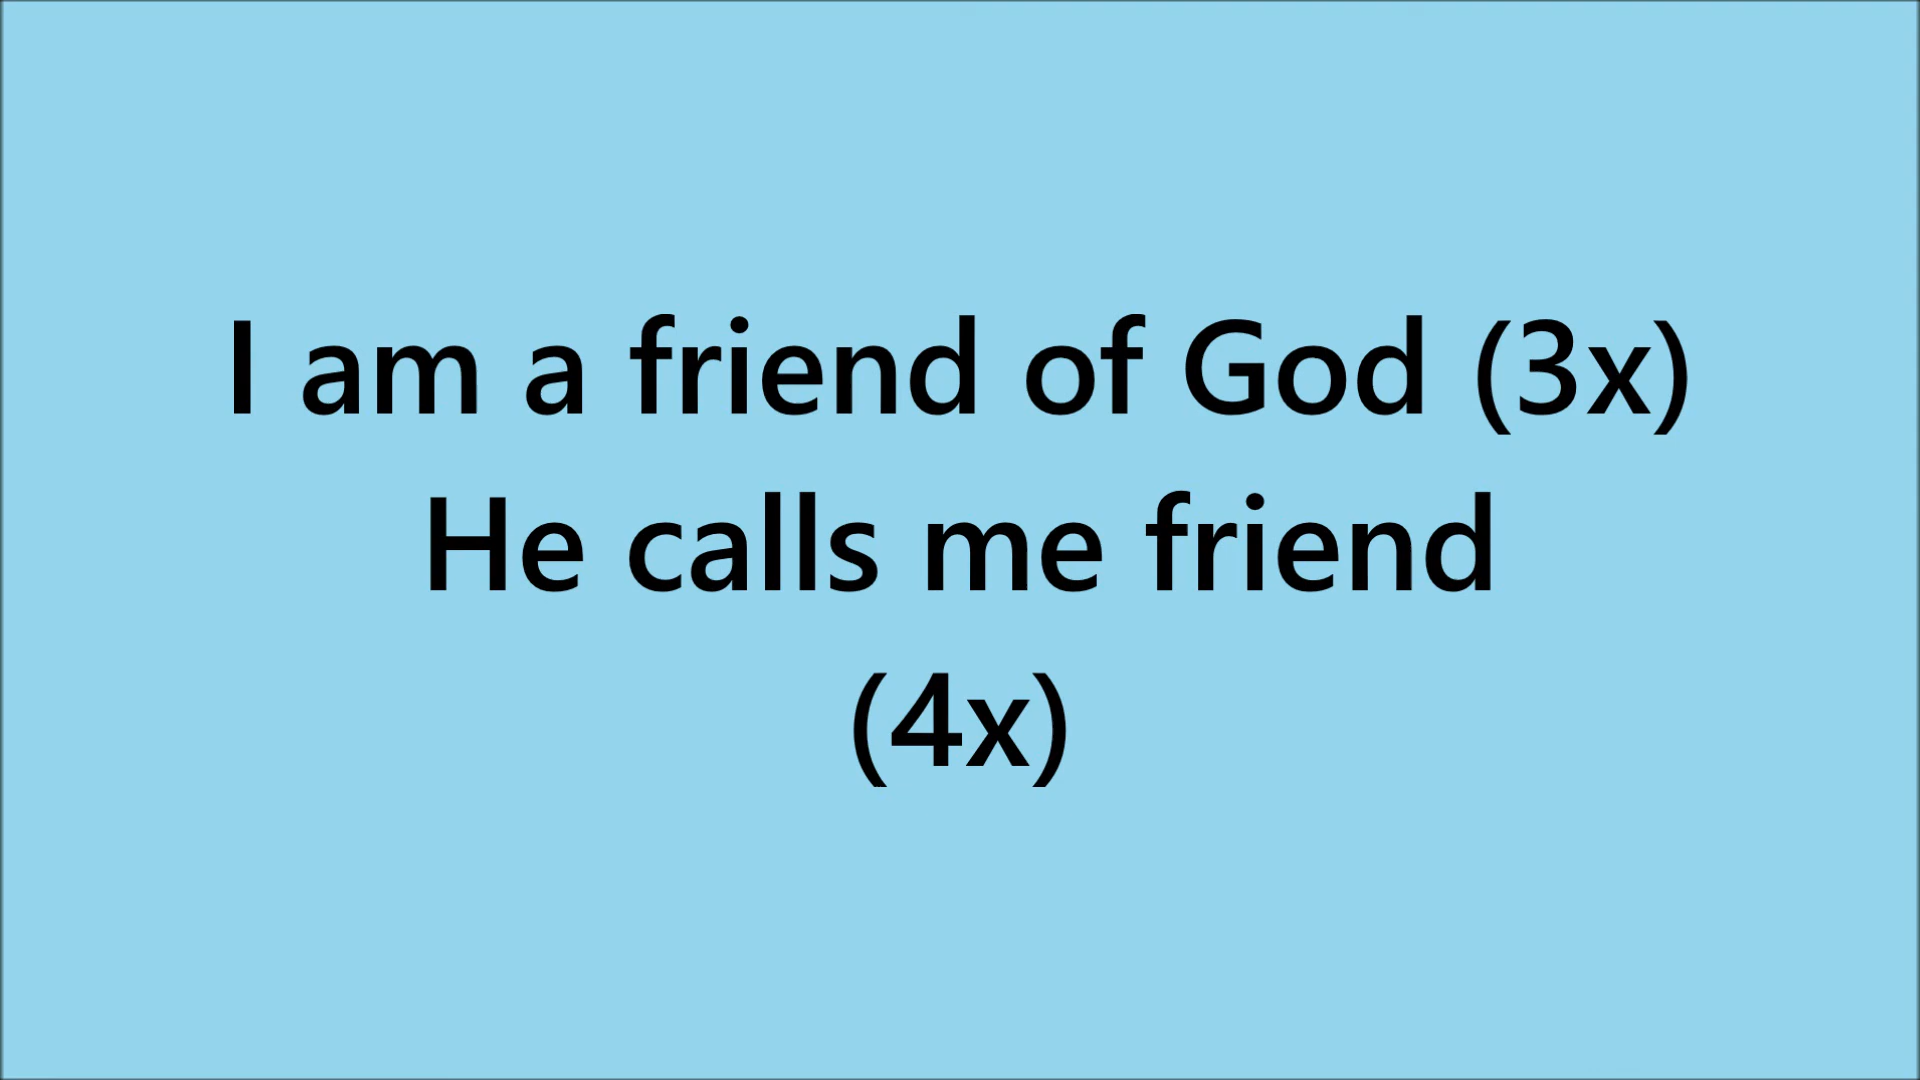 I am a friend of God (3x)
He calls me friend
(4x)